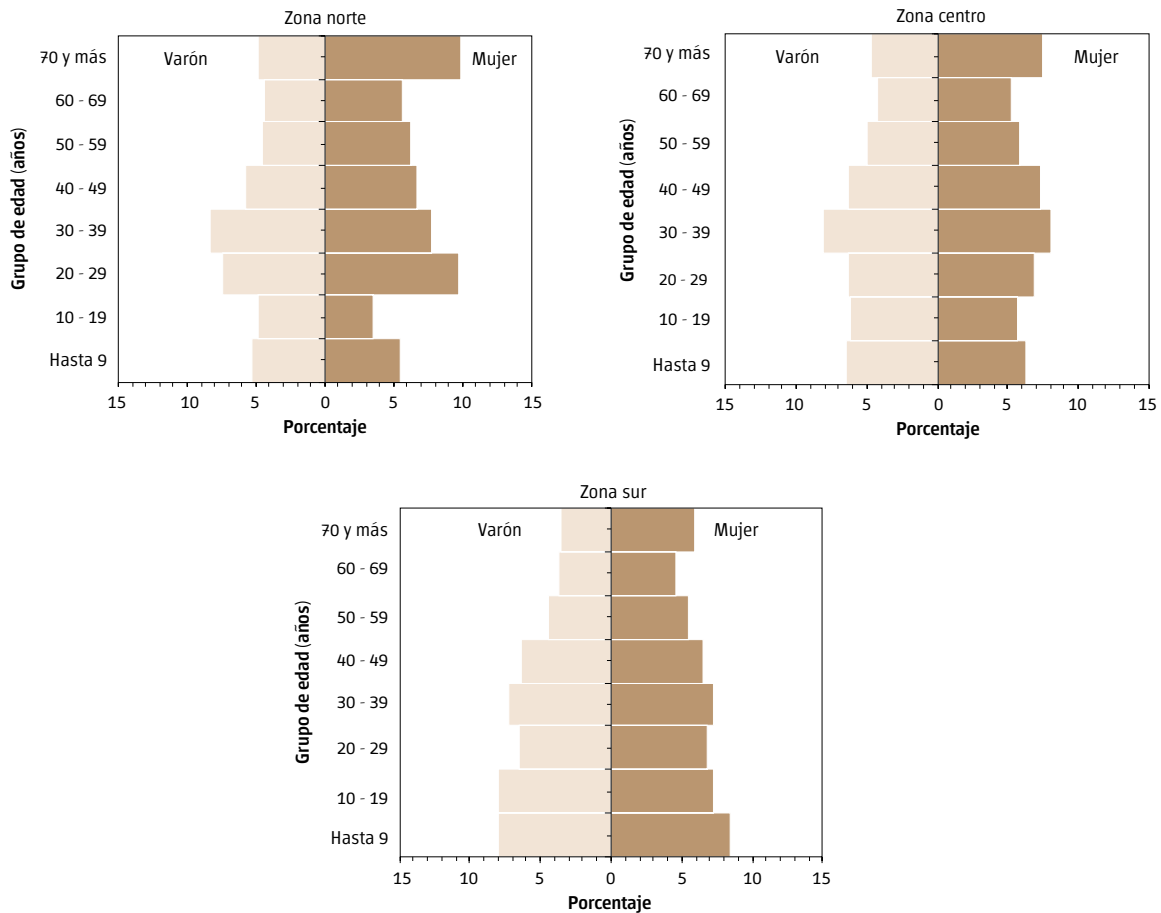 Zona norte
Varón
Mujer
Grupo de edad (años)
70 y más
60 - 69
50 - 59
40 - 49
30 - 39
20 - 29
10 - 19
Hasta 9
15 10 5 0 5 10 15
Porcentaje
Zona centro
Varón
Mujer
Grupo de edad (años)
70 y más
60 - 69
50 - 59
40 - 49
30 - 39
20 - 29
10 - 19
Hasta 9
15 10 5 0 5 10 15
Porcentaje
Zona sur
Varón
Mujer
Grupo de edad (años)
70 y más
60 - 69
50 - 59
40 - 49
30 - 39
20 - 29
10 - 19
Hasta 9
15 10 5 0 5 10 15
Porcentaje